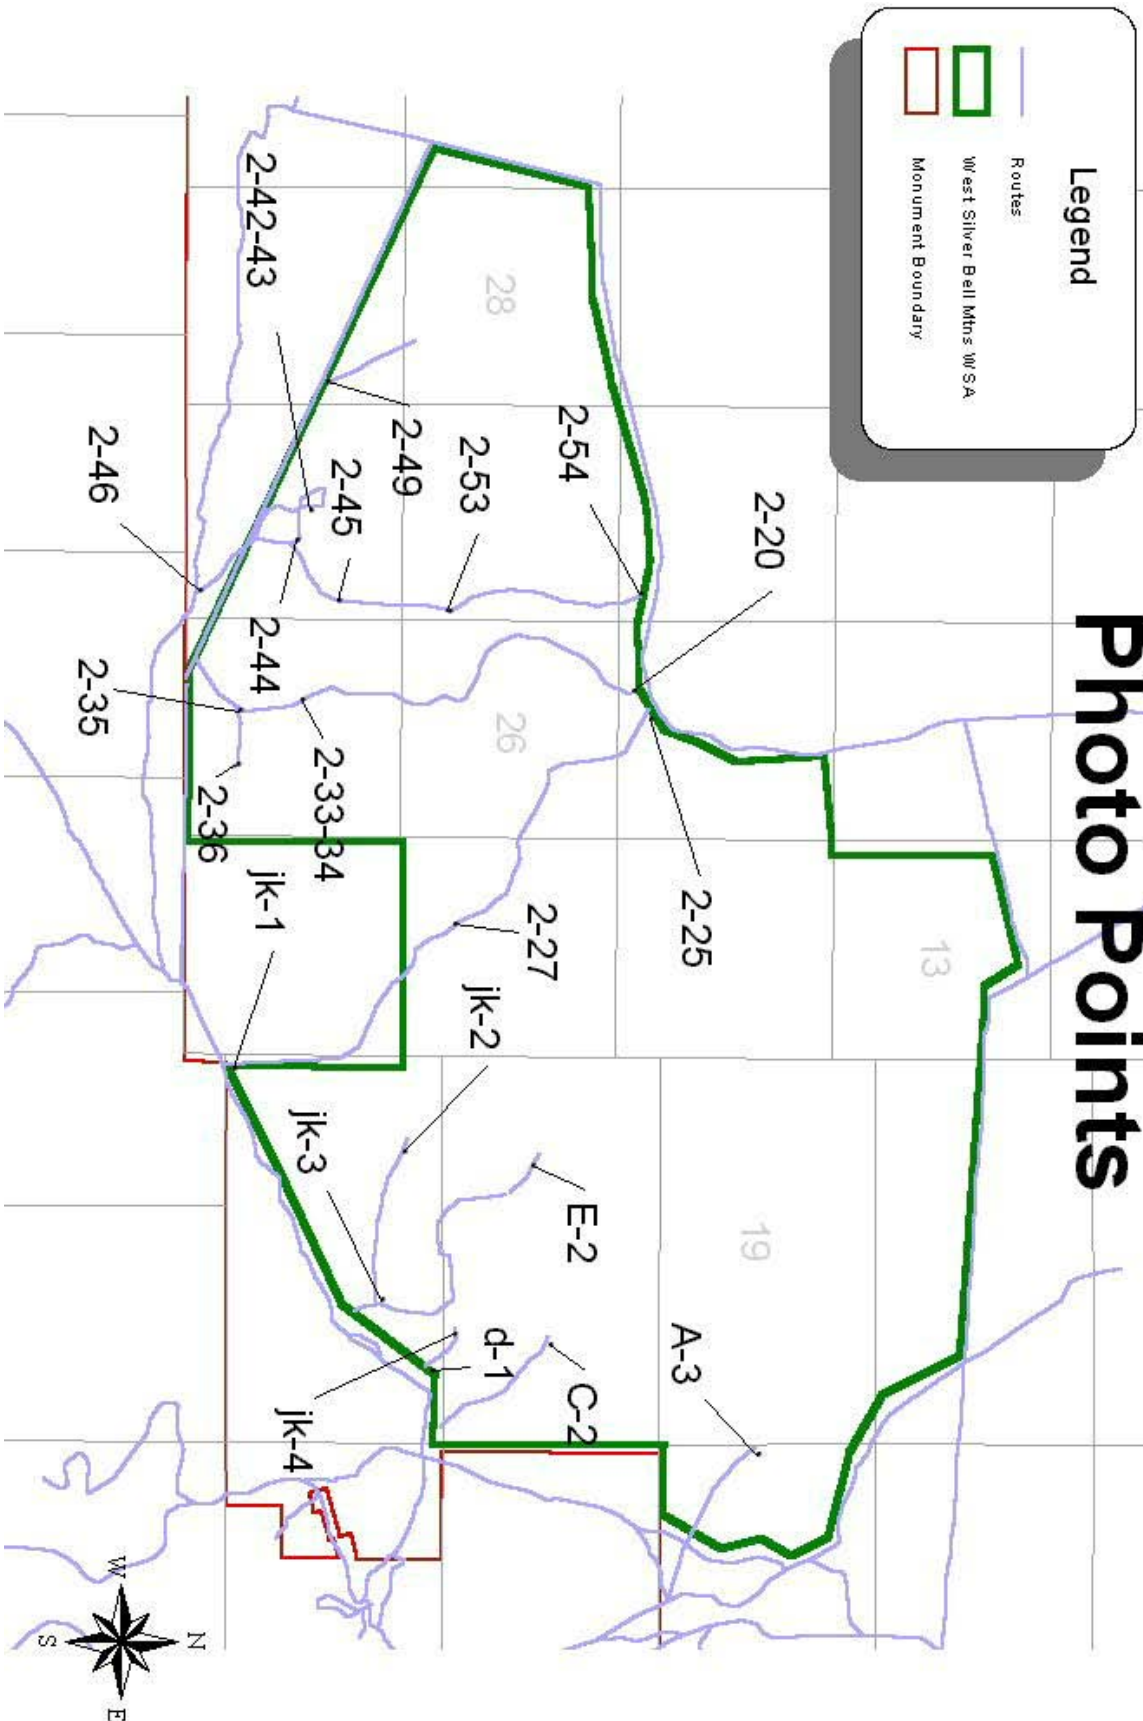 Photo Points
Legend
Routes
West Silver Bell Mtns WSA
Monument Boundary
2-20
2-54
2-25
13
28
2-53
2-49
2-45
2-42-43
2-46
2-44
26
2-35
2-33-34
2-36
2-27
jk-1
jk-2
jk-3
E-2
19
A-3
d-1
C-2
jk-4
N
W
E
S